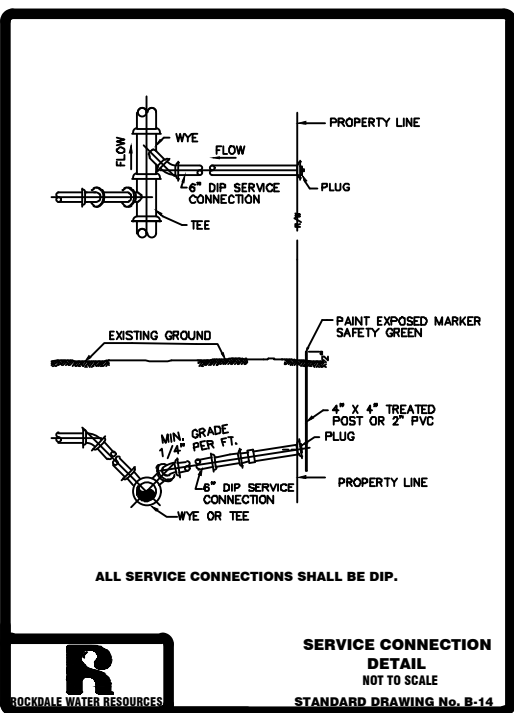 PROPERTY LINE
WYE
FLOW
FLOW
6" DIP SERVICE
CONNECTION
PLUG
TEE
R/W
PAINT EXPOSED MARKER
SAFETY GREEN
2'
EXISTING GROUND
4" X 4" TREATED
POST OR 2" PVC
MIN. GRADE
1/4" PER FT.
PLUG
6" DIP SERVICE
CONNECTION
PROPERTY LINE
WYE OR TEE
ALL SERVICE CONNECTIONS SHALL BE DIP.
R
ROCKDALE WATER RESOURCES
SERVICE CONNECTION
DETAIL
NOT TO SCALE
STANDARD DRAWING No. B-14